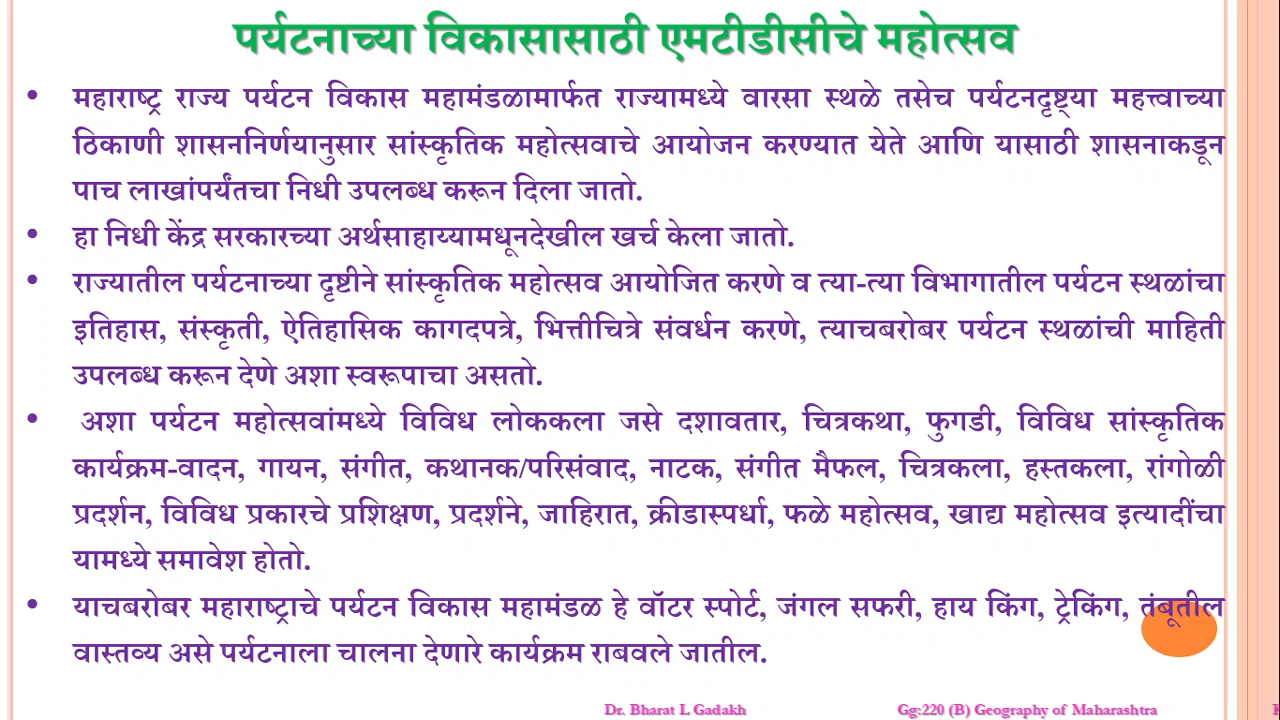 पर्यटनाच्या विकासासाठी एमटीडीसीचे महोत्सव
• महाराष्ट्र राज्य पर्यटन विकास महामंडळामार्फत राज्यामध्ये वारसा स्थळे तसेच पर्यटनदृष्ट्या महत्त्वाच्या
ठिकाणी शासननिर्णयानुसार सांस्कृतिक महोत्सवाचे आयोजन करण्यात येते आणि यासाठी शासनाकडून
पाच लाखांपर्यंतचा निधी उपलब्ध करून दिला जातो.
• हा निधी केंद्र सरकारच्या अर्थसाहाय्यामधूनदेखील खर्च केला जातो.
• राज्यातील पर्यटनाच्या दृष्टीने सांस्कृतिक महोत्सव आयोजित करणे व त्या-त्या विभागातील पर्यटन स्थळांचा
इतिहास, संस्कृती, ऐतिहासिक कागदपत्रे, भित्तीचित्रे संवर्धन करणे, त्याचबरोबर पर्यटन स्थळांची माहिती
उपलब्ध करून देणे अशा स्वरूपाचा असतो.
• अशा पर्यटन महोत्सवांमध्ये विविध लोककला जसे दशावतार, चित्रकथा, फुगडी, विविध सांस्कृतिक
कार्यक्रम-वादन, गायन, संगीत, कथानक/परिसंवाद, नाटक, संगीत मैफल, चित्रकला, हस्तकला, रांगोळी
प्रदर्शन, विविध प्रकारचे प्रशिक्षण, प्रदर्शने, जाहिरात, क्रीडास्पर्धा, फळे महोत्सव, खाद्य महोत्सव इत्यादींचा
यामध्ये समावेश होतो.
• याचबरोबर महाराष्ट्राचे पर्यटन विकास महामंडळ हे वॉटर स्पोर्ट, जंगल सफरी, हाय किंग, ट्रेकिंग, तंबूतील
वास्तव्य असे पर्यटनाला चालना देणारे कार्यक्रम राबवले जातील.
Dr. Bharat L Gadakh Gg:220 (B) Geography of Maharashtra